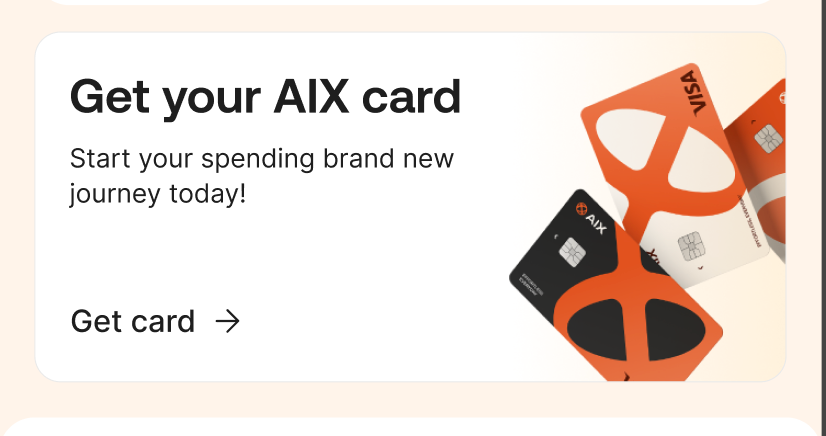 Get your AIX card
Start your spending brand new
journey today!
Get card →
VISA
AIX